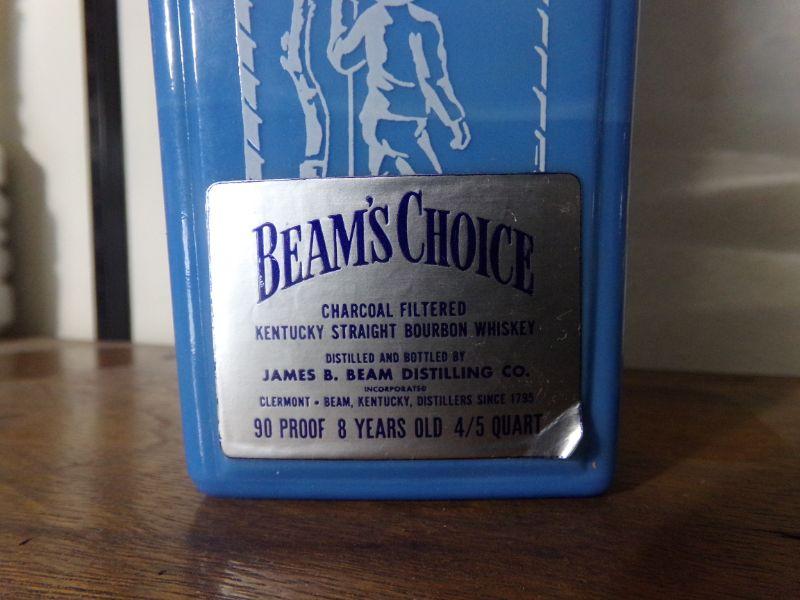 BEAM'S CHOICE
CHARCOAL FILTERED
KENTUCKY STRAIGHT BOURBON WHISKEY
DISTILLED AND BOTTLED BY
JAMES B. BEAM DISTILLING CO.
INCORPORATED
CLERMONT • BEAM, KENTUCKY, DISTILLERS SINCE 1795
90 PROOF 8 YEARS OLD 4/5 QUART